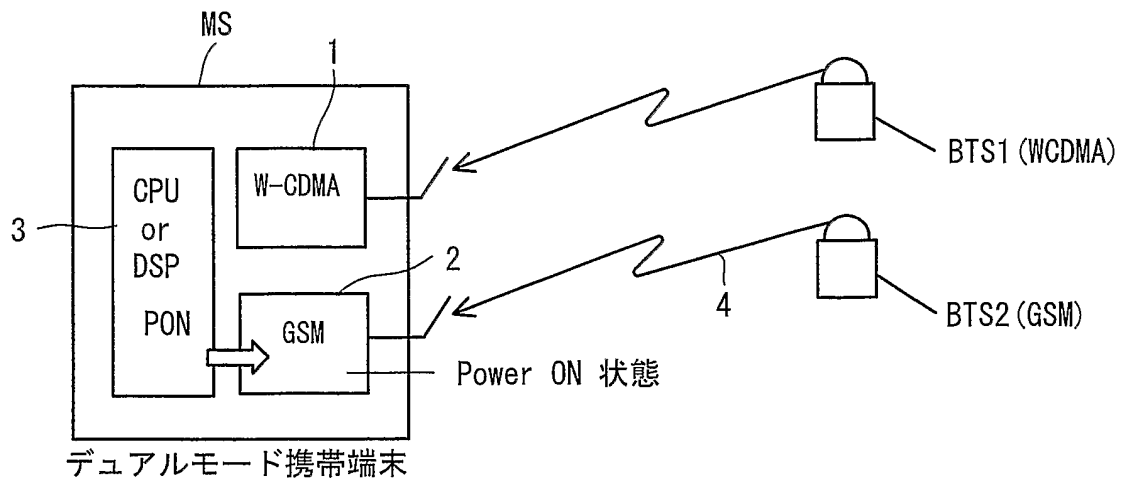 MS
1
W-CDMA
CPU
or
DSP
PON
3
2
GSM
Power ON 状態
4
BTS1(WCDMA)
BTS2(GSM)
デュアルモード携帯端末